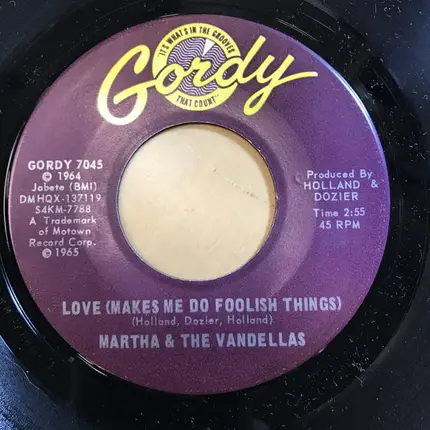 "IT'S WHAT'S IN THE GROOVES
THAT COUNT"
Gordy
GORDY 7045
© 1964
Jobete (BMI)
DMHQX-137119
S4KM-7788
A Trademark
of Motown
Record Corp.
℗ 1965
Produced By
HOLLAND &
DOZIER
Time 2:55
45 RPM
LOVE (MAKES ME DO FOOLISH THINGS)
(Holland, Dozier, Holland)
MARTHA & THE VANDELLAS